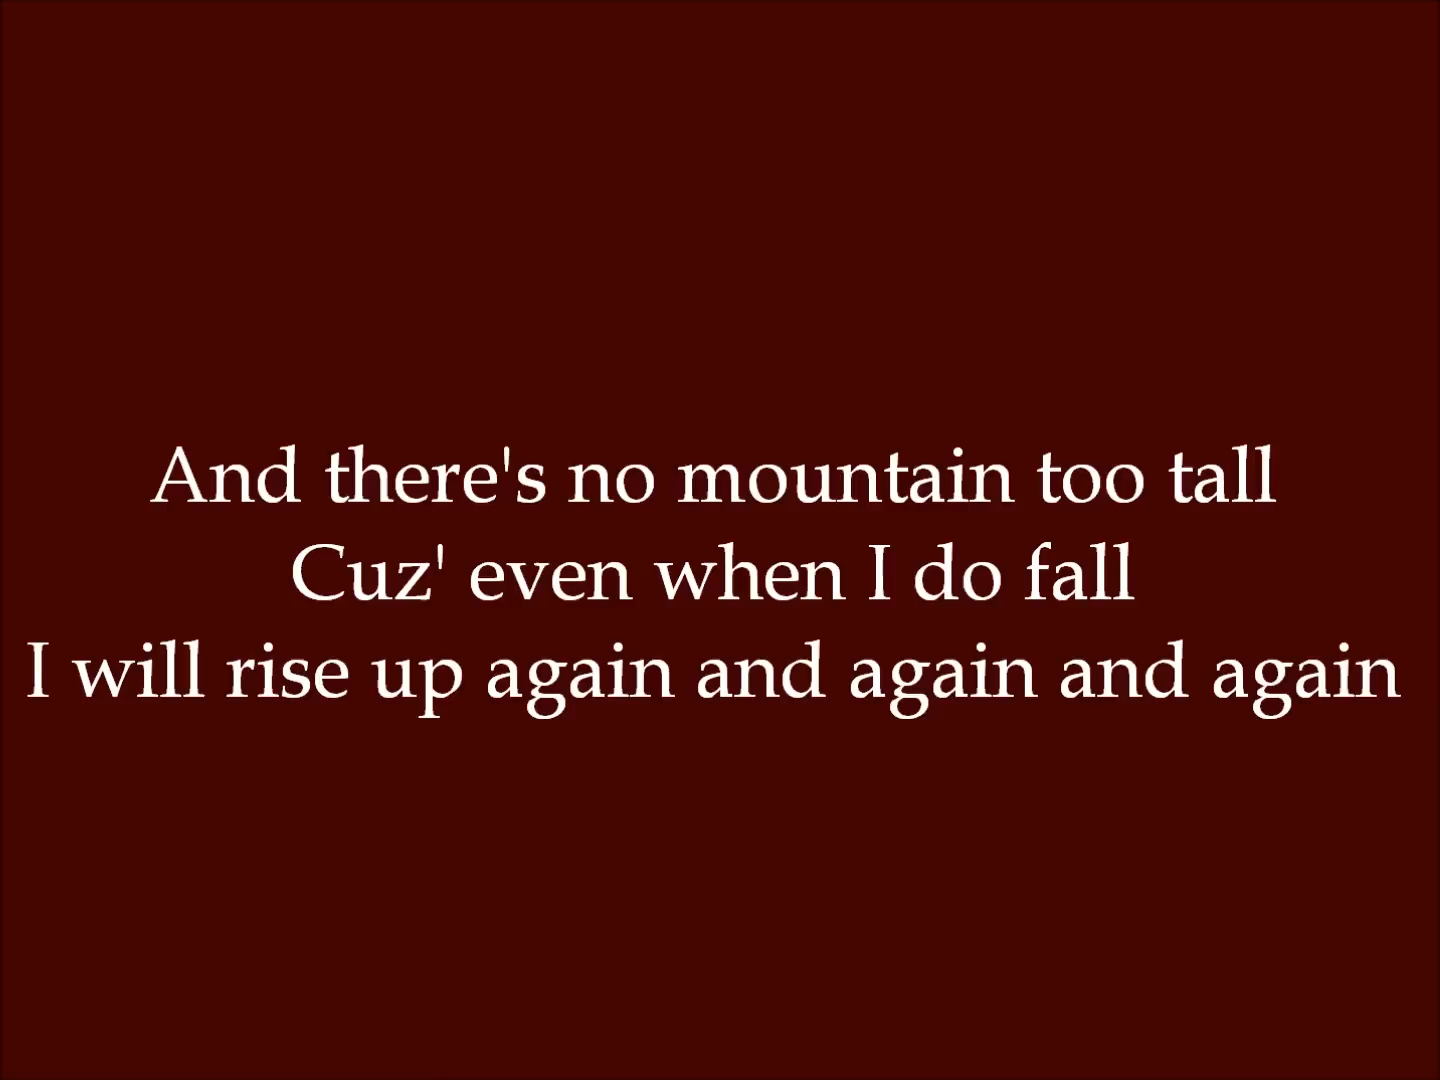 And there's no mountain too tall
Cuz' even when I do fall
I will rise up again and again and again